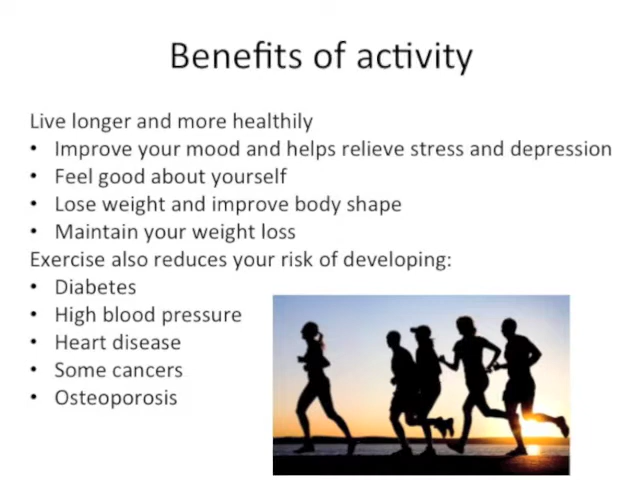 Benefits of activity
Live longer and more healthily
• Improve your mood and helps relieve stress and depression
• Feel good about yourself
• Lose weight and improve body shape
• Maintain your weight loss
Exercise also reduces your risk of developing:
• Diabetes
• High blood pressure
• Heart disease
• Some cancers
• Osteoporosis